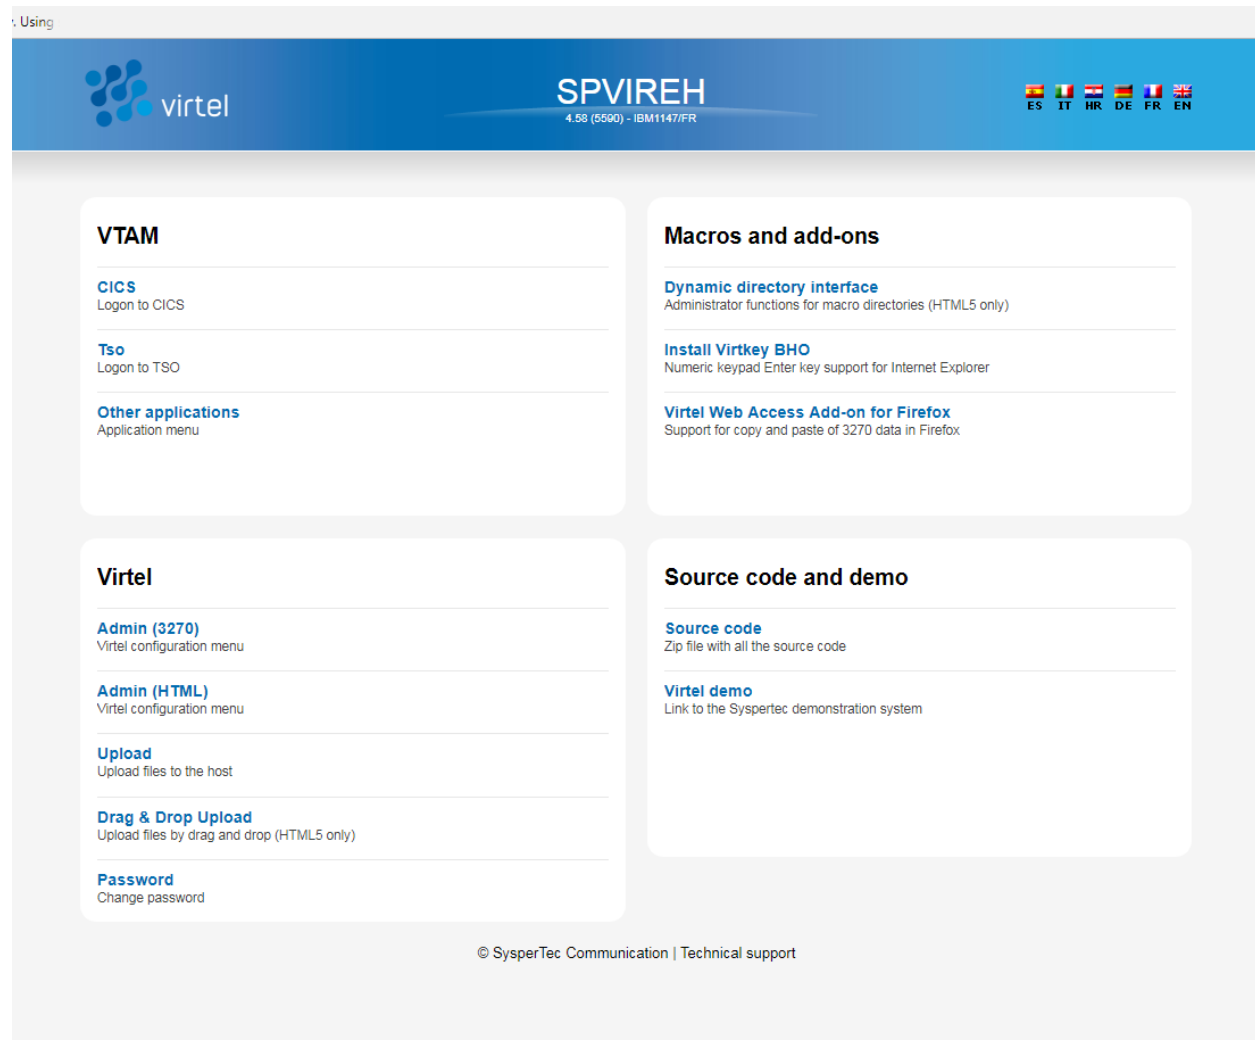 . Using
virtel
SPVIREH
4.58 (5590) - IBM1147/FR
ES IT HR DE FR EN
VTAM
CICS
Logon to CICS
Tso
Logon to TSO
Other applications
Application menu
Macros and add-ons
Dynamic directory interface
Administrator functions for macro directories (HTML5 only)
Install Virtkey BHO
Numeric keypad Enter key support for Internet Explorer
Virtel Web Access Add-on for Firefox
Support for copy and paste of 3270 data in Firefox
Virtel
Admin (3270)
Virtel configuration menu
Admin (HTML)
Virtel configuration menu
Upload
Upload files to the host
Drag & Drop Upload
Upload files by drag and drop (HTML5 only)
Password
Change password
Source code and demo
Source code
Zip file with all the source code
Virtel demo
Link to the Syspertec demonstration system
© SysperTec Communication | Technical support